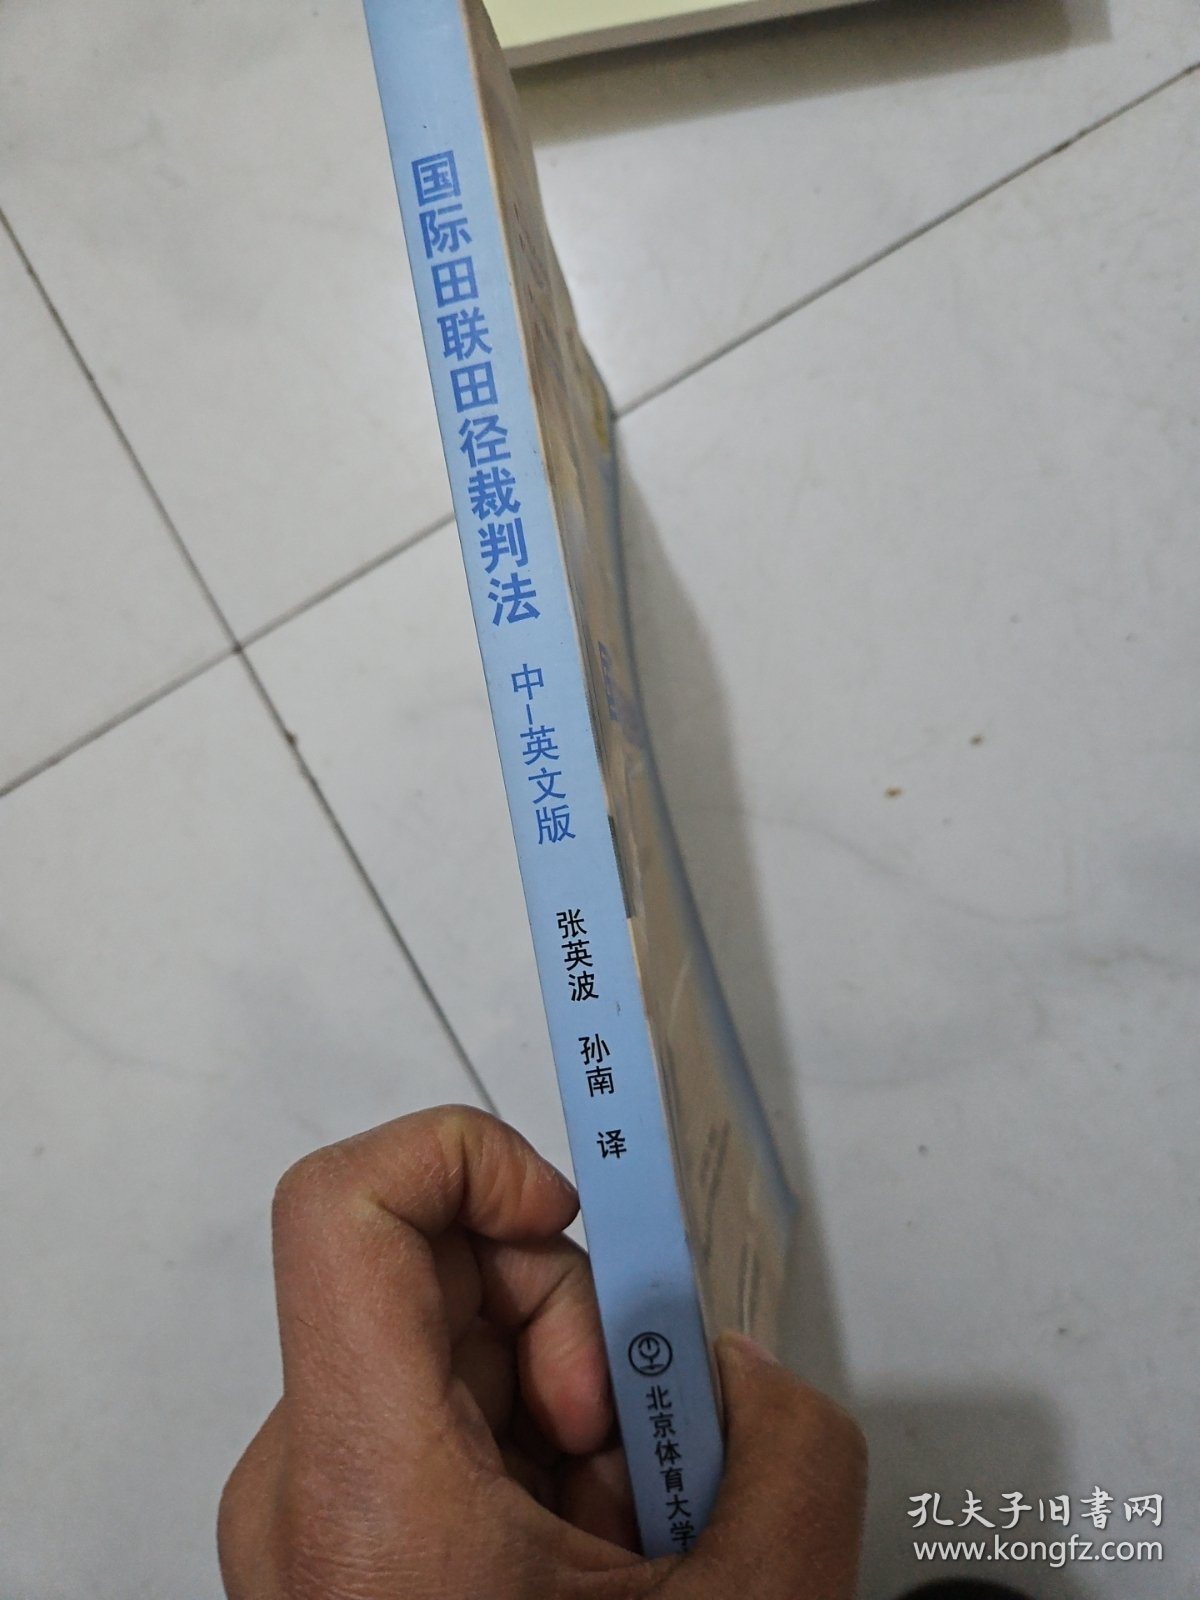 国际田联田径裁判法 中-英文版 张英波 孙南 译
北京体育大学
孔夫子旧书网
www.kongfz.com